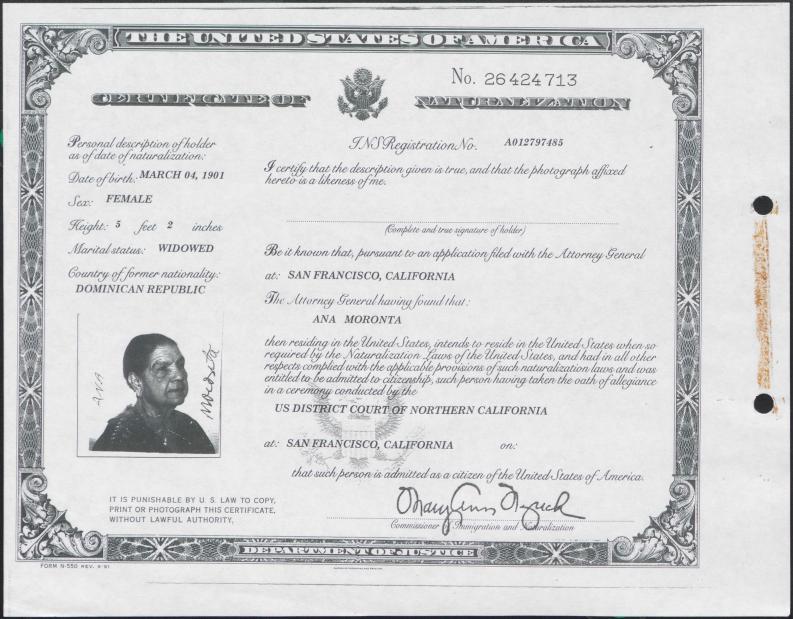 THE UNITED STATES OF AMERICA
No. 26424713
CERTIFICATE OF NATURALIZATION
Personal description of holder
as of date of naturalization:
Date of birth: MARCH 04, 1901
Sex: FEMALE
Height: 5 feet 2 inches
Marital status: WIDOWED
Country of former nationality:
DOMINICAN REPUBLIC
ANA
Moronta
INS Registration No. A012797485
I certify that the description given is true, and that the photograph affixed
hereto is a likeness of me.
(Complete and true signature of holder)
Be it known that, pursuant to an application filed with the Attorney General
at: SAN FRANCISCO, CALIFORNIA
The Attorney General having found that:
ANA MORONTA
then residing in the United States, intends to reside in the United States when so
required by the Naturalization Laws of the United States, and had in all other
respects complied with the applicable provisions of such naturalization laws and was
entitled to be admitted to citizenship, such person having taken the oath of allegiance
in a ceremony conducted by the
US DISTRICT COURT OF NORTHERN CALIFORNIA
at: SAN FRANCISCO, CALIFORNIA on:
that such person is admitted as a citizen of the United States of America.
IT IS PUNISHABLE BY U. S. LAW TO COPY,
PRINT OR PHOTOGRAPH THIS CERTIFICATE,
WITHOUT LAWFUL AUTHORITY.
Commissioner of Immigration and Naturalization
DEPARTMENT OF JUSTICE
FORM N-550 REV. 6-91